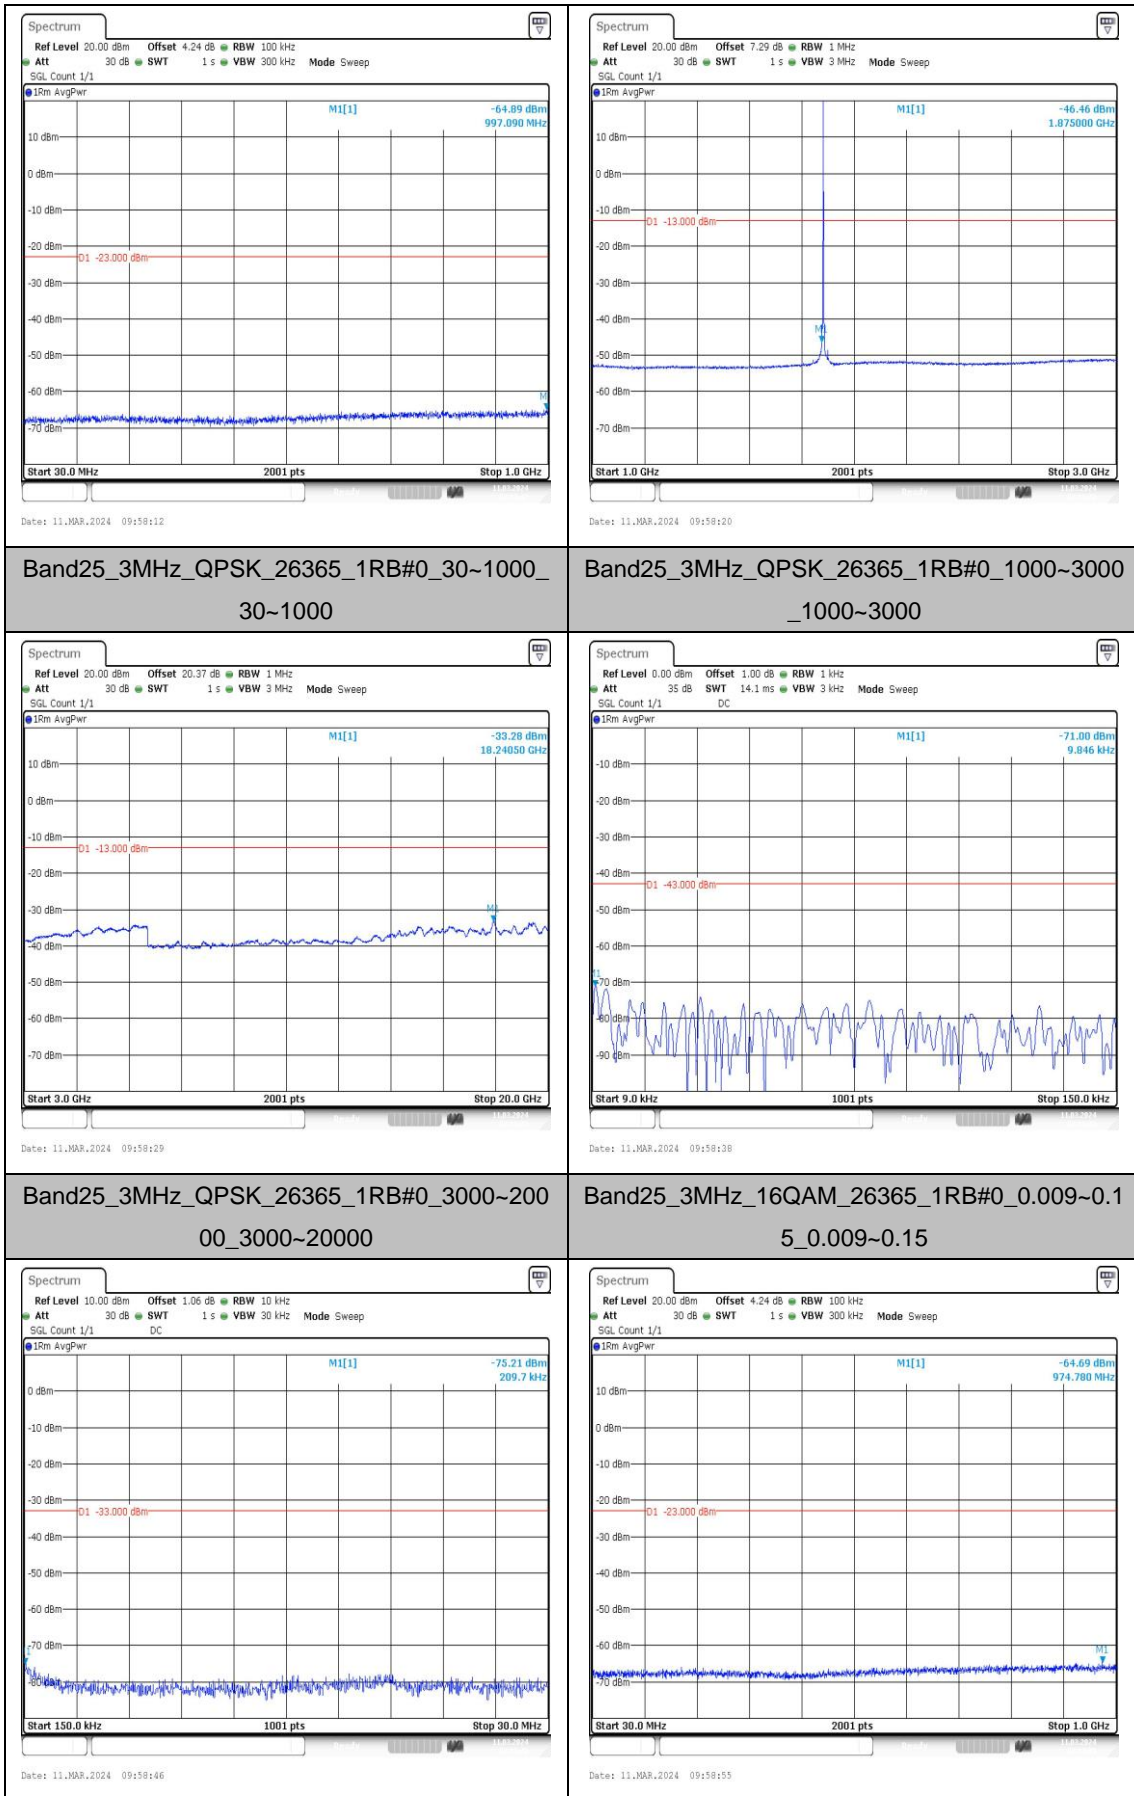 Spectrum
Ref Level 20.00 dBm Offset 4.24 dB RBW 100 kHz
Att 30 dB SWT 1 s VBW 300 kHz Mode Sweep
SGL Count 1/1
1Rm AvgPwr
M1[1] -64.89 dBm
997.090 MHz
10 dBm
0 dBm
-10 dBm
-20 dBm
D1 -23.000 dBm
-30 dBm
-40 dBm
-50 dBm
-60 dBm
-70 dBm
Start 30.0 MHz 2001 pts Stop 1.0 GHz
Date: 11.MAR.2024 09:58:12
Spectrum
Ref Level 20.00 dBm Offset 7.29 dB RBW 1 MHz
Att 30 dB SWT 1 s VBW 3 MHz Mode Sweep
SGL Count 1/1
1Rm AvgPwr
M1[1] -46.46 dBm
1.875000 GHz
10 dBm
0 dBm
-10 dBm
D1 -13.000 dBm
-20 dBm
-30 dBm
-40 dBm
M1
-50 dBm
-60 dBm
-70 dBm
Start 1.0 GHz 2001 pts Stop 3.0 GHz
Date: 11.MAR.2024 09:58:20
Band25_3MHz_QPSK_26365_1RB#0_30~1000_
30~1000
Band25_3MHz_QPSK_26365_1RB#0_1000~3000
_1000~3000
Spectrum
Ref Level 20.00 dBm Offset 20.37 dB RBW 1 MHz
Att 30 dB SWT 1 s VBW 3 MHz Mode Sweep
SGL Count 1/1
1Rm AvgPwr
M1[1] -33.28 dBm
18.24050 GHz
10 dBm
0 dBm
-10 dBm
D1 -13.000 dBm
-20 dBm
-30 dBm
M1
-40 dBm
-50 dBm
-60 dBm
-70 dBm
Start 3.0 GHz 2001 pts Stop 20.0 GHz
Date: 11.MAR.2024 09:58:29
Spectrum
Ref Level 0.00 dBm Offset 1.00 dB RBW 1 kHz
Att 35 dB SWT 14.1 ms VBW 3 kHz Mode Sweep
SGL Count 1/1 DC
1Rm AvgPwr
M1[1] -71.00 dBm
9.846 kHz
-10 dBm
-20 dBm
-30 dBm
-40 dBm
D1 -43.000 dBm
-50 dBm
-60 dBm
-70 dBm
-80 dBm
-90 dBm
Start 9.0 kHz 1001 pts Stop 150.0 kHz
Date: 11.MAR.2024 09:58:38
Band25_3MHz_QPSK_26365_1RB#0_3000~200
00_3000~20000
Band25_3MHz_16QAM_26365_1RB#0_0.009~0.1
5_0.009~0.15
Spectrum
Ref Level 10.00 dBm Offset 1.06 dB RBW 10 kHz
Att 30 dB SWT 1 s VBW 30 kHz Mode Sweep
SGL Count 1/1 DC
1Rm AvgPwr
M1[1] -75.21 dBm
209.7 kHz
0 dBm
-10 dBm
-20 dBm
-30 dBm
D1 -33.000 dBm
-40 dBm
-50 dBm
-60 dBm
-70 dBm
-80 dBm
Start 150.0 kHz 1001 pts Stop 30.0 MHz
Date: 11.MAR.2024 09:58:46
Spectrum
Ref Level 20.00 dBm Offset 4.24 dB RBW 100 kHz
Att 30 dB SWT 1 s VBW 300 kHz Mode Sweep
SGL Count 1/1
1Rm AvgPwr
M1[1] -64.69 dBm
974.780 MHz
10 dBm
0 dBm
-10 dBm
-20 dBm
D1 -23.000 dBm
-30 dBm
-40 dBm
-50 dBm
-60 dBm
M1
-70 dBm
Start 30.0 MHz 2001 pts Stop 1.0 GHz
Date: 11.MAR.2024 09:58:55